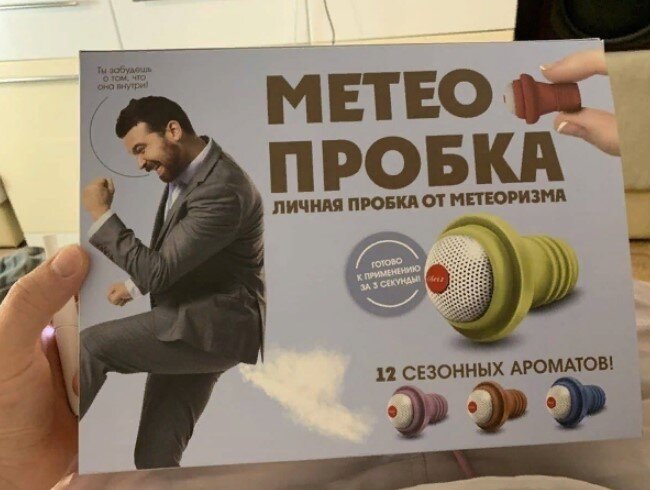 Ты забудешь
о том, что
она внутри!
МЕТЕО
ПРОБКА
ЛИЧНАЯ ПРОБКА ОТ МЕТЕОРИЗМА
ГОТОВО
К ПРИМЕНЕНИЮ
ЗА 3 СЕКУНДЫ!
12 СЕЗОННЫХ АРОМАТОВ!